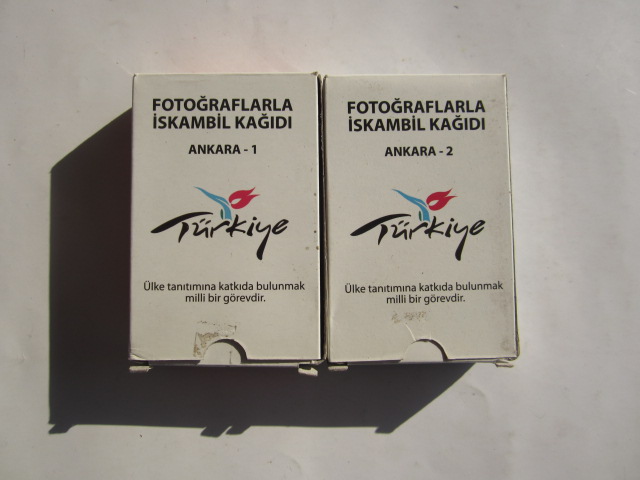 FOTOĞRAFLARLA
İSKAMBİL KAĞIDI
ANKARA - 1
Türkiye
Ülke tanıtımına katkıda bulunmak
milli bir görevdir.
FOTOĞRAFLARLA
İSKAMBİL KAĞIDI
ANKARA - 2
Türkiye
Ülke tanıtımına katkıda bulunmak
milli bir görevdir.